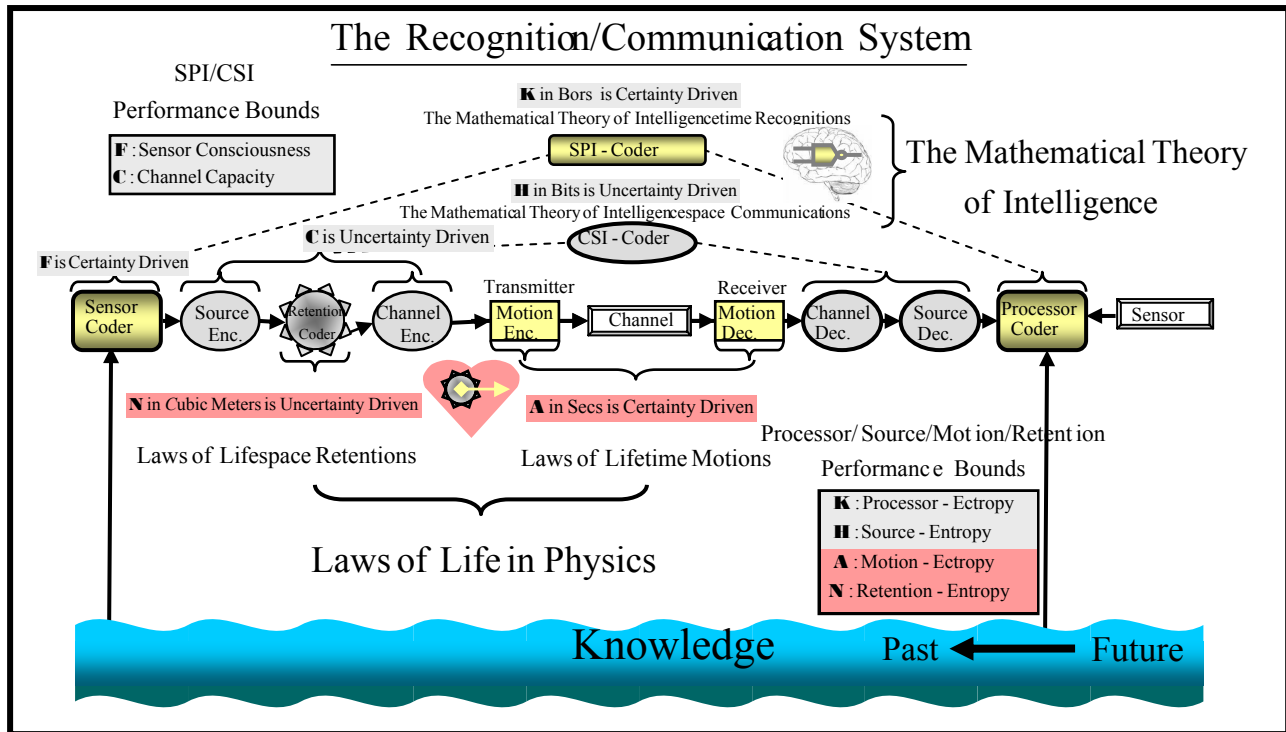 The Recognition/Communication System
SPI/CSI
Performance Bounds
F : Sensor Consciousness
C : Channel Capacity
K in Bors is Certainty Driven
The Mathematical Theory of Intelligencetime Recognitions
SPI - Coder
H in Bits is Uncertainty Driven
The Mathematical Theory of Intelligencespace Communications
CSI - Coder
The Mathematical Theory
of Intelligence
C is Uncertainty Driven
F is Certainty Driven
Sensor
Coder
Source
Enc.
Retention
Coder
Channel
Enc.
Transmitter
Motion
Enc.
Channel
Receiver
Motion
Dec.
Channel
Dec.
Source
Dec.
Processor
Coder
Sensor
N in Cubic Meters is Uncertainty Driven
A in Secs is Certainty Driven
Laws of Lifespace Retentions
Laws of Lifetime Motions
Laws of Life in Physics
Processor/ Source/Motion/Retention
Performance Bounds
K : Processor - Ectropy
H : Source - Entropy
A : Motion - Ectropy
N : Retention - Entropy
Knowledge
Past
Future